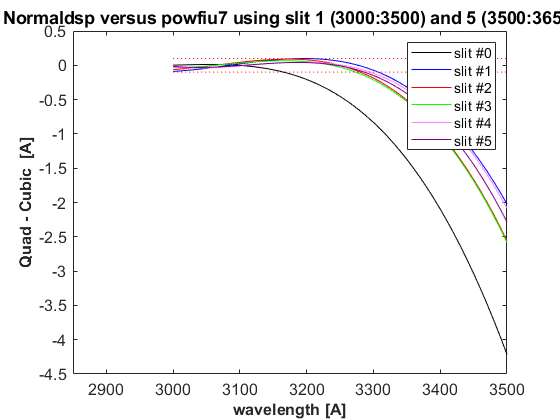 Normaldsp versus powfiu7 using slit 1 (3000:3500) and 5 (3500:365
0.5
0
-0.5
-1
-1.5
-2
-2.5
-3
-3.5
-4
-4.5
Quad - Cubic [A]
slit #0
slit #1
slit #2
slit #3
slit #4
slit #5
2900 3000 3100 3200 3300 3400 3500
wavelength [A]